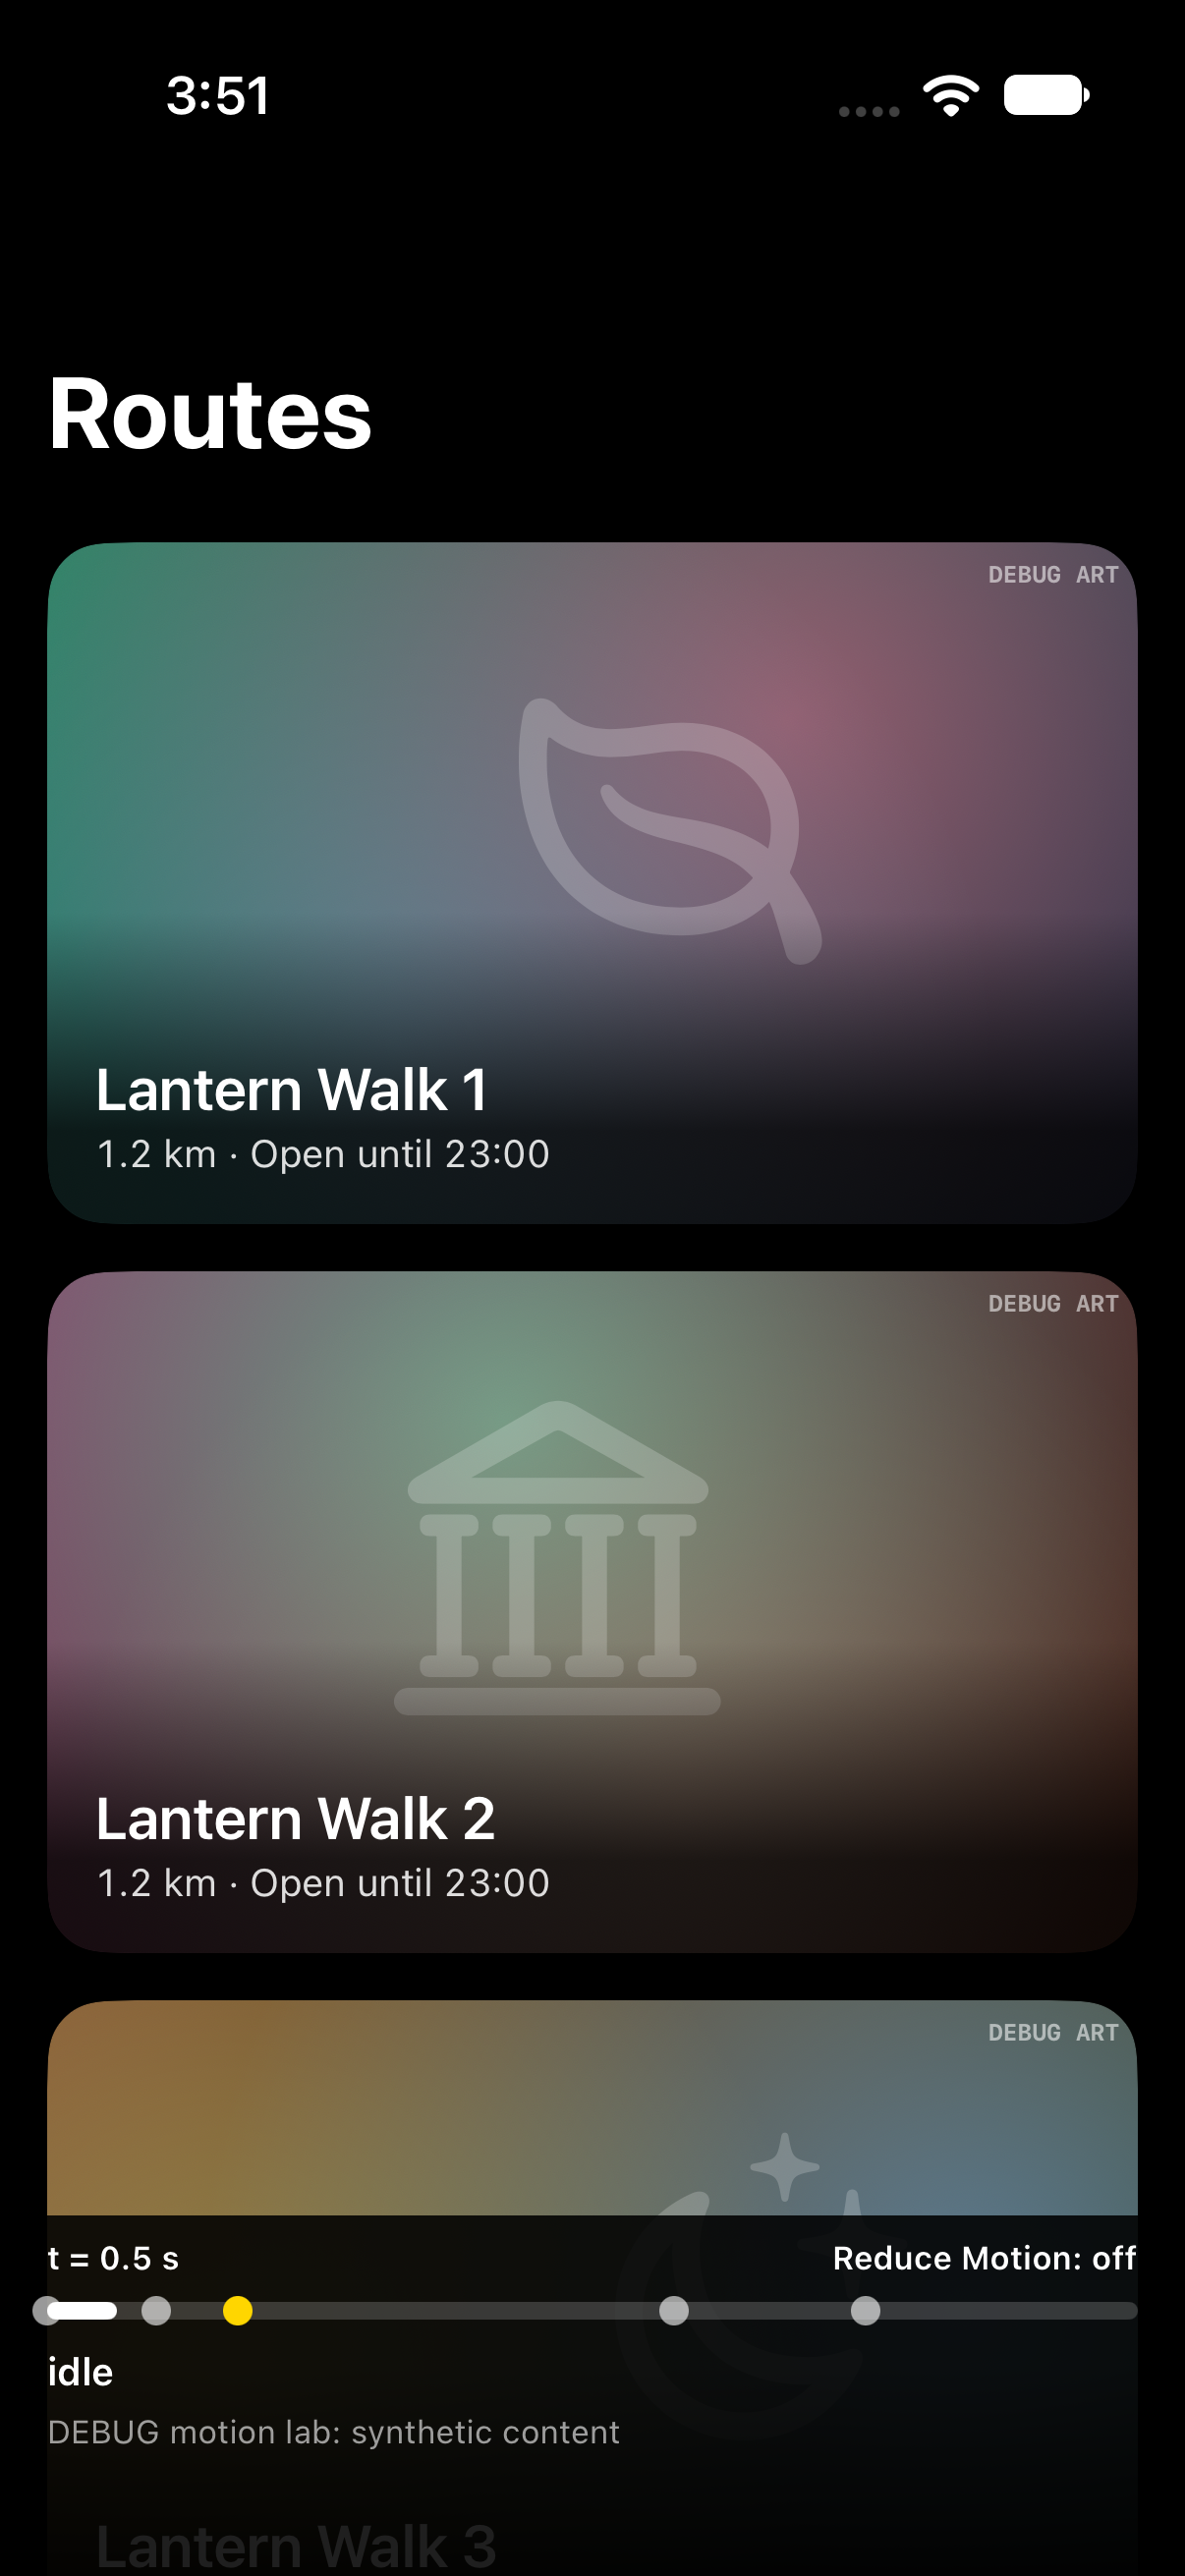 3:51
Routes
DEBUG ART
Lantern Walk 1
1.2 km · Open until 23:00
DEBUG ART
Lantern Walk 2
1.2 km · Open until 23:00
DEBUG ART
t = 0.5 s
Reduce Motion: off
idle
DEBUG motion lab: synthetic content
Lantern Walk 3